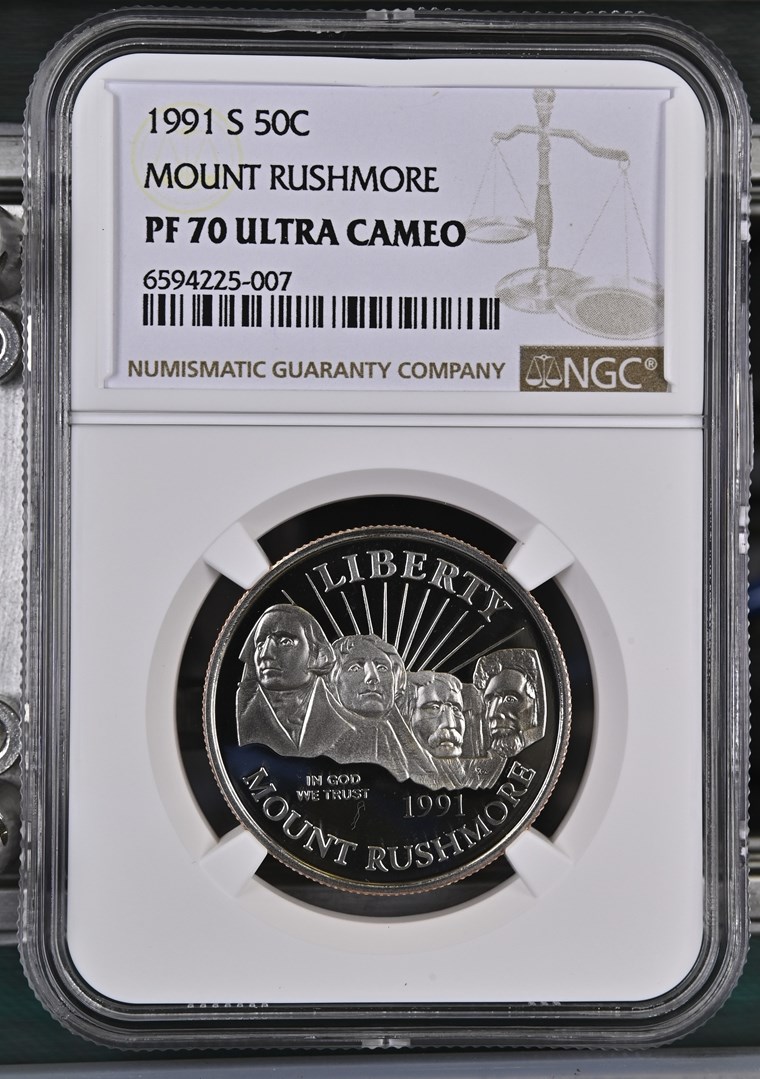 1991 S 50C
MOUNT RUSHMORE
PF 70 ULTRA CAMEO
6594225-007
NUMISMATIC GUARANTY COMPANY
NGC®
LIBERTY
IN GOD
WE TRUST
1991
MOUNT RUSHMORE